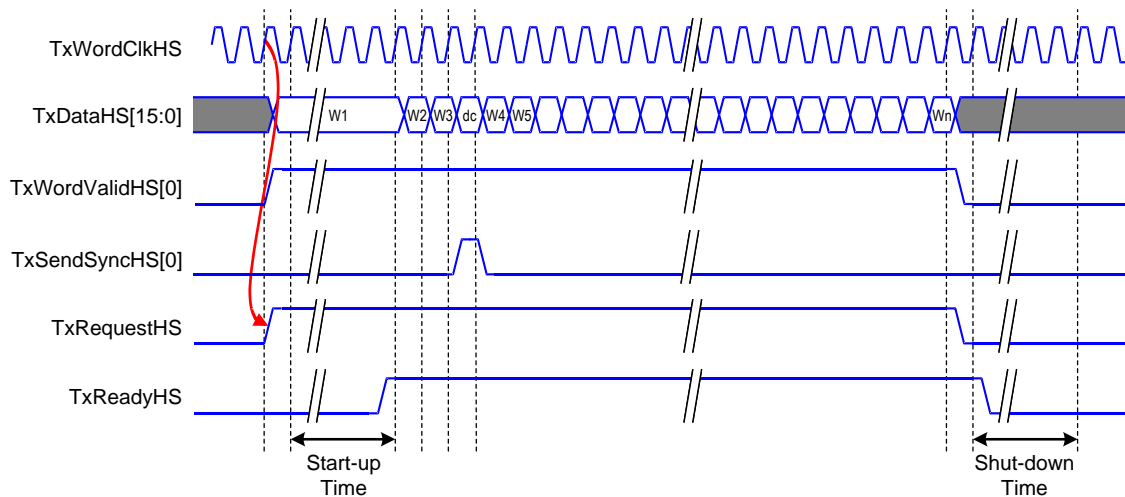 TxWordClkHS
TxDataHS[15:0]
W1 W2 W3 dc W4 W5 Wn
TxWordValidHS[0]
TxSendSyncHS[0]
TxRequestHS
TxReadyHS
Start-up
Time
Shut-down
Time